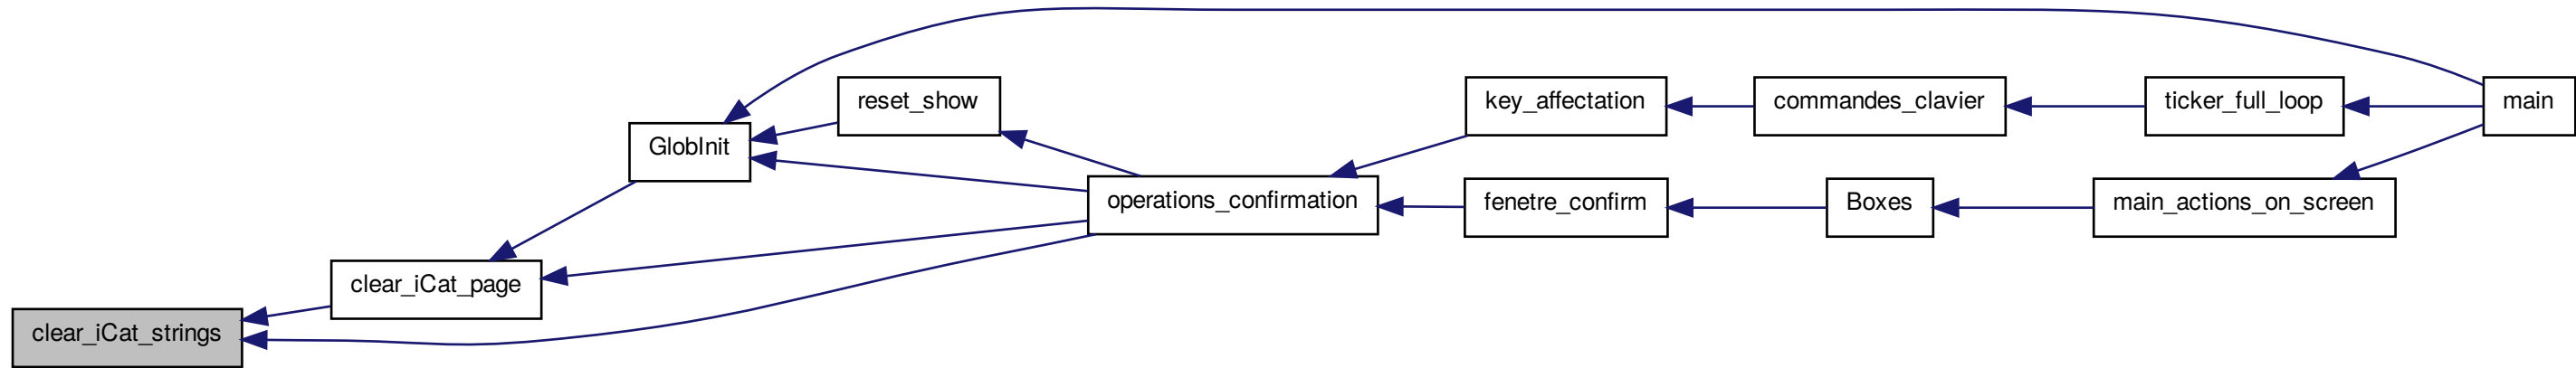 reset_show
key_affectation
commandes_clavier
ticker_full_loop
main
GlobInit
operations_confirmation
fenetre_confirm
Boxes
main_actions_on_screen
clear_iCat_page
clear_iCat_strings